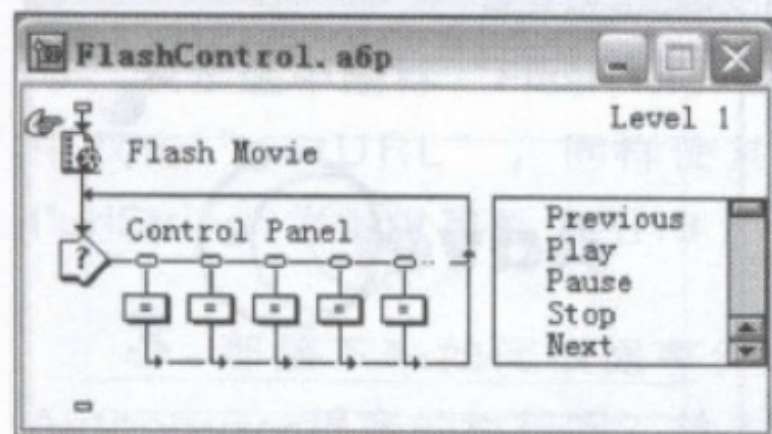 FlashControl.a6p
Level 1
Flash Movie
Control Panel
?
= = = = =
Previous
Play
Pause
Stop
Next